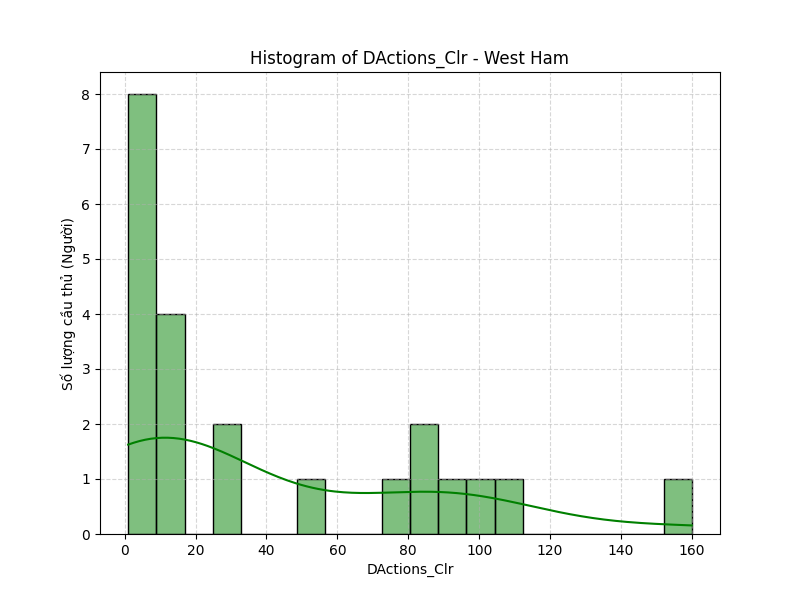 Histogram of DActions_Clr - West Ham
Số lượng cầu thủ (Người)
8
7
6
5
4
3
2
1
0
0 20 40 60 80 100 120 140 160
DActions_Clr